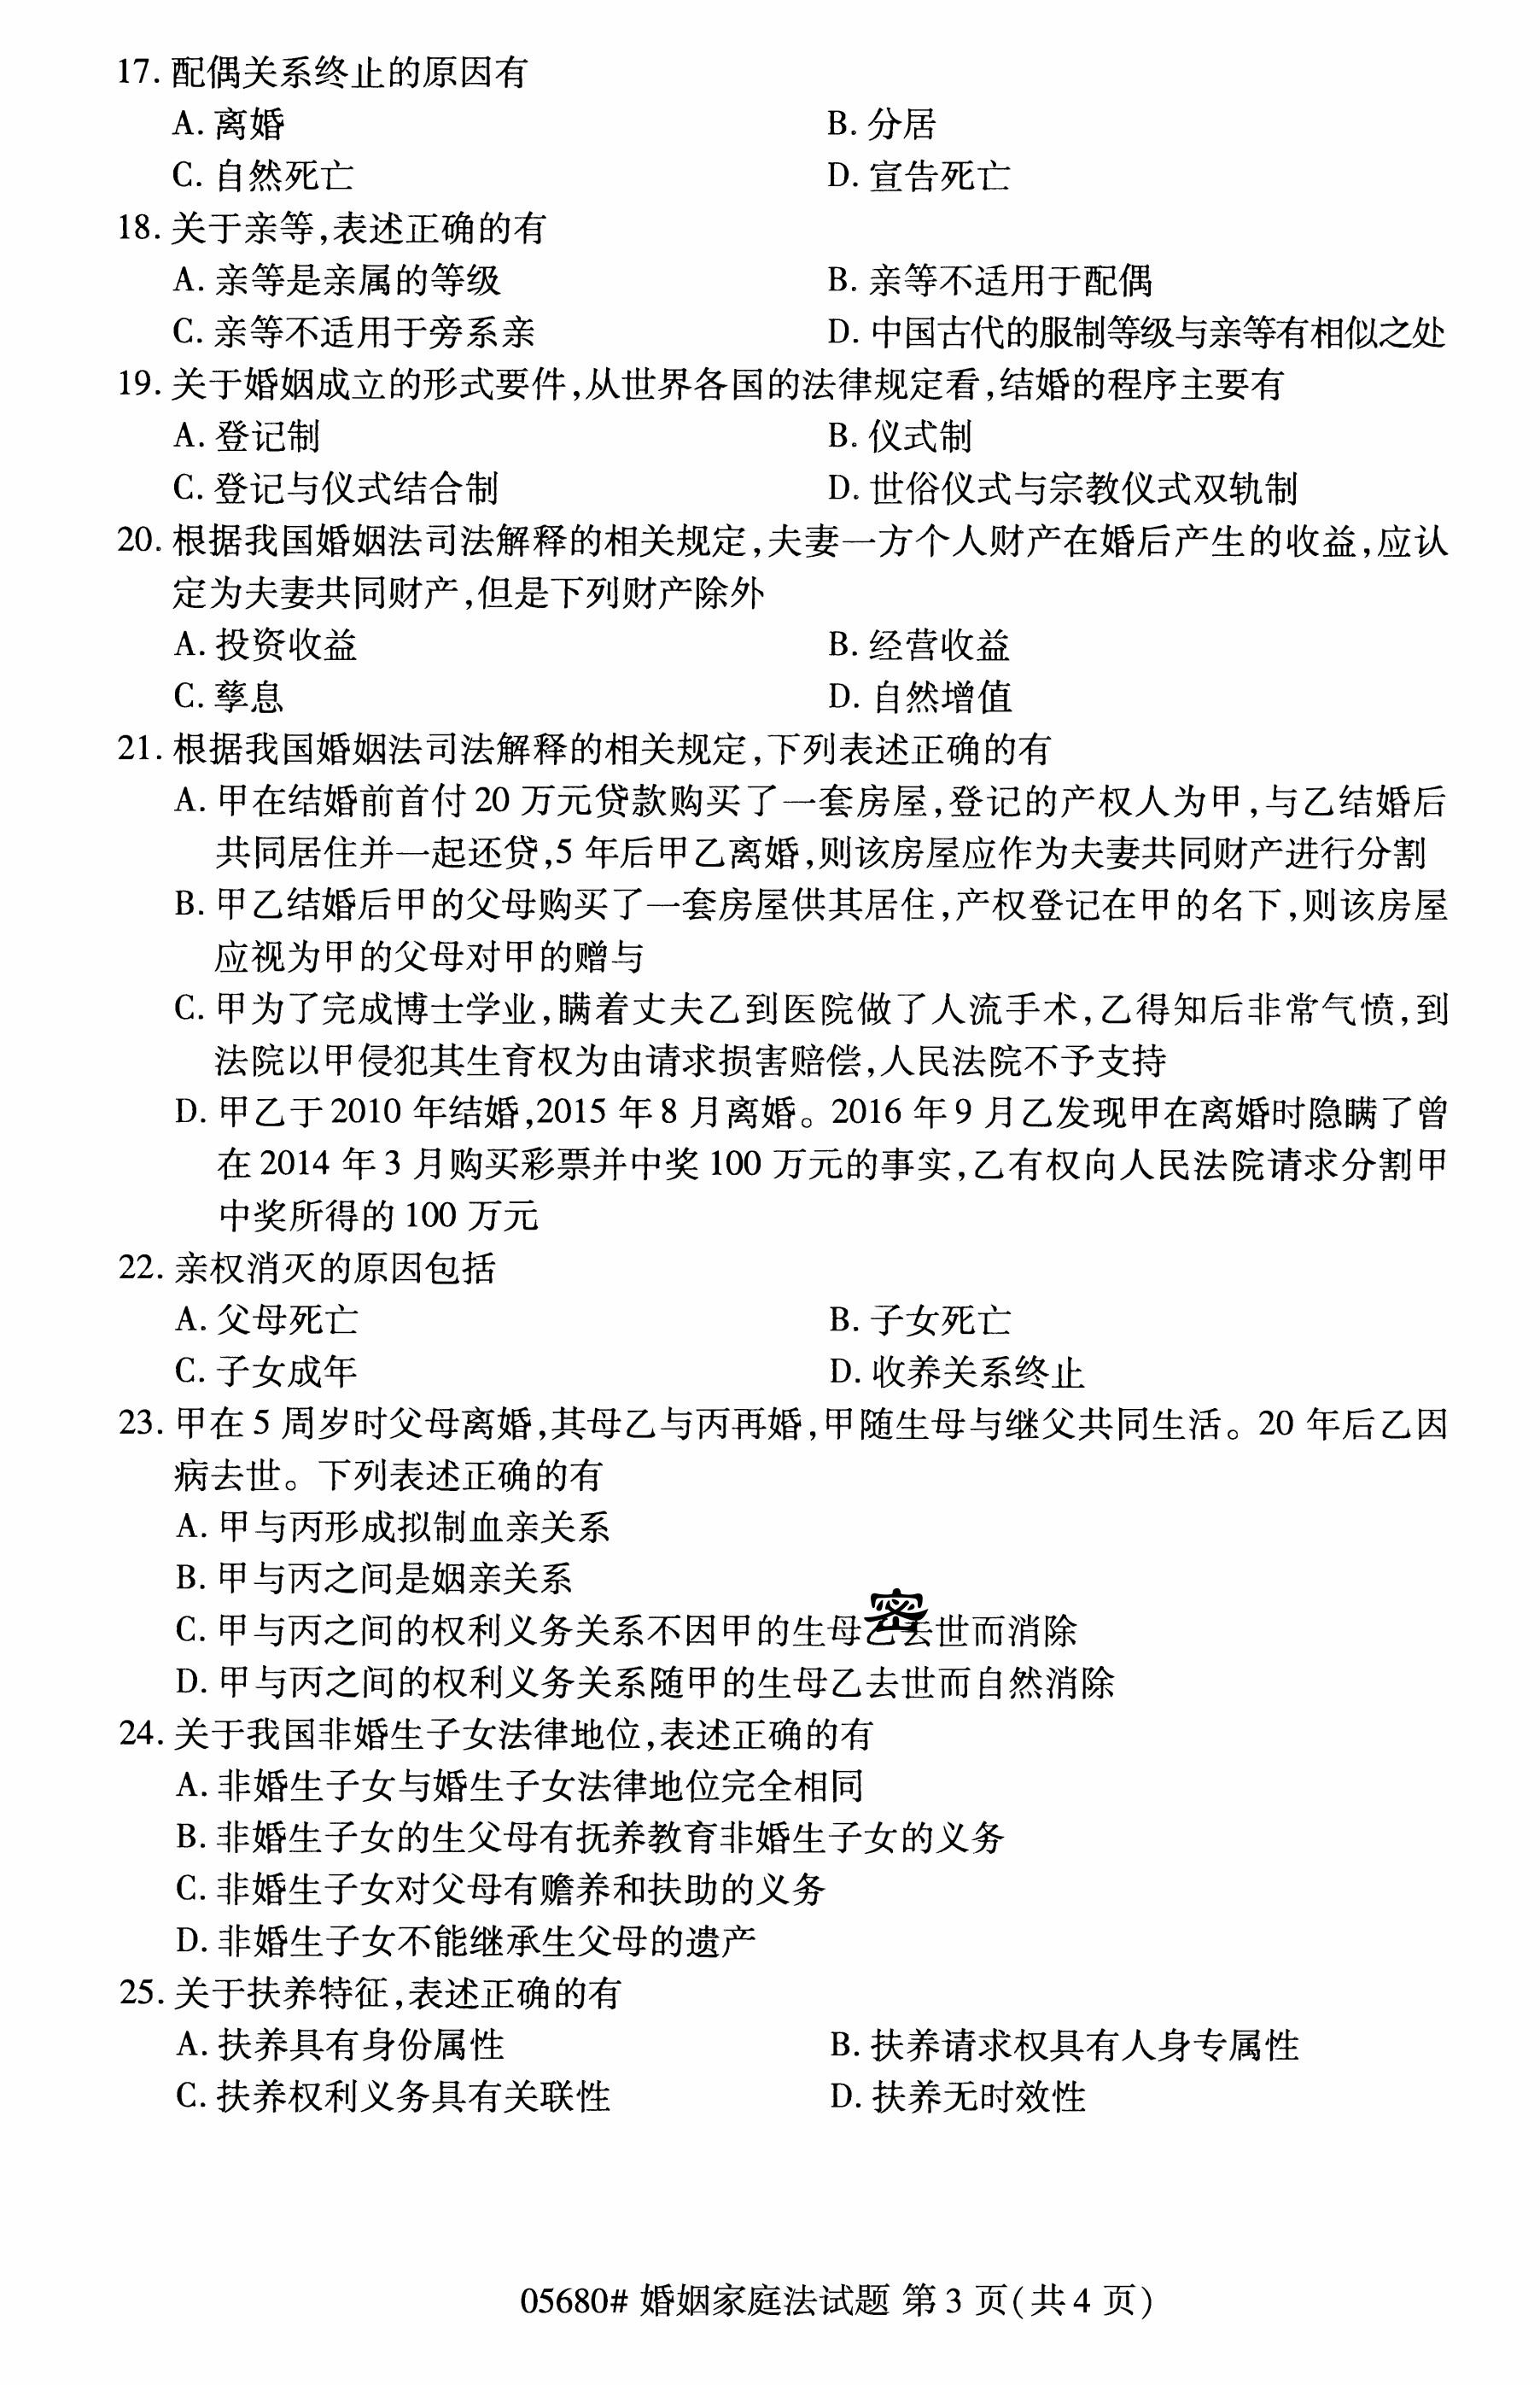 17. 配偶关系终止的原因有
A. 离婚 B. 分居
C. 自然死亡 D. 宣告死亡
18. 关于亲等,表述正确的有
A. 亲等是亲属的等级 B. 亲等不适用于配偶
C. 亲等不适用于旁系亲 D. 中国古代的服制等级与亲等有相似之处
19. 关于婚姻成立的形式要件,从世界各国的法律规定看,结婚的程序主要有
A. 登记制 B. 仪式制
C. 登记与仪式结合制 D. 世俗仪式与宗教仪式双轨制
20. 根据我国婚姻法司法解释的相关规定,夫妻一方个人财产在婚后产生的收益,应认
定为夫妻共同财产,但是下列财产除外
A. 投资收益 B. 经营收益
C. 孳息 D. 自然增值
21. 根据我国婚姻法司法解释的相关规定,下列表述正确的有
A. 甲在结婚前首付 20 万元贷款购买了一套房屋,登记的产权人为甲,与乙结婚后
共同居住并一起还贷,5 年后甲乙离婚,则该房屋应作为夫妻共同财产进行分割
B. 甲乙结婚后甲的父母购买了一套房屋供其居住,产权登记在甲的名下,则该房屋
应视为甲的父母对甲的赠与
C. 甲为了完成博士学业,瞒着丈夫乙到医院做了人流手术,乙得知后非常气愤,到
法院以甲侵犯其生育权为由请求损害赔偿,人民法院不予支持
D. 甲乙于 2010 年结婚,2015 年 8 月离婚。2016 年 9 月乙发现甲在离婚时隐瞒了曾
在 2014 年 3 月购买彩票并中奖 100 万元的事实,乙有权向人民法院请求分割甲
中奖所得的 100 万元
22. 亲权消灭的原因包括
A. 父母死亡 B. 子女死亡
C. 子女成年 D. 收养关系终止
23. 甲在 5 周岁时父母离婚,其母乙与丙再婚,甲随生母与继父共同生活。20 年后乙因
病去世。下列表述正确的有
A. 甲与丙形成拟制血亲关系
B. 甲与丙之间是姻亲关系
密
C. 甲与丙之间的权利义务关系不因甲的生母乙去世而消除
D. 甲与丙之间的权利义务关系随甲的生母乙去世而自然消除
24. 关于我国非婚生子女法律地位,表述正确的有
A. 非婚生子女与婚生子女法律地位完全相同
B. 非婚生子女的生父母有抚养教育非婚生子女的义务
C. 非婚生子女对父母有赡养和扶助的义务
D. 非婚生子女不能继承生父母的遗产
25. 关于扶养特征,表述正确的有
A. 扶养具有身份属性 B. 扶养请求权具有人身专属性
C. 扶养权利义务具有关联性 D. 扶养无时效性
05680# 婚姻家庭法试题 第 3 页(共 4 页)